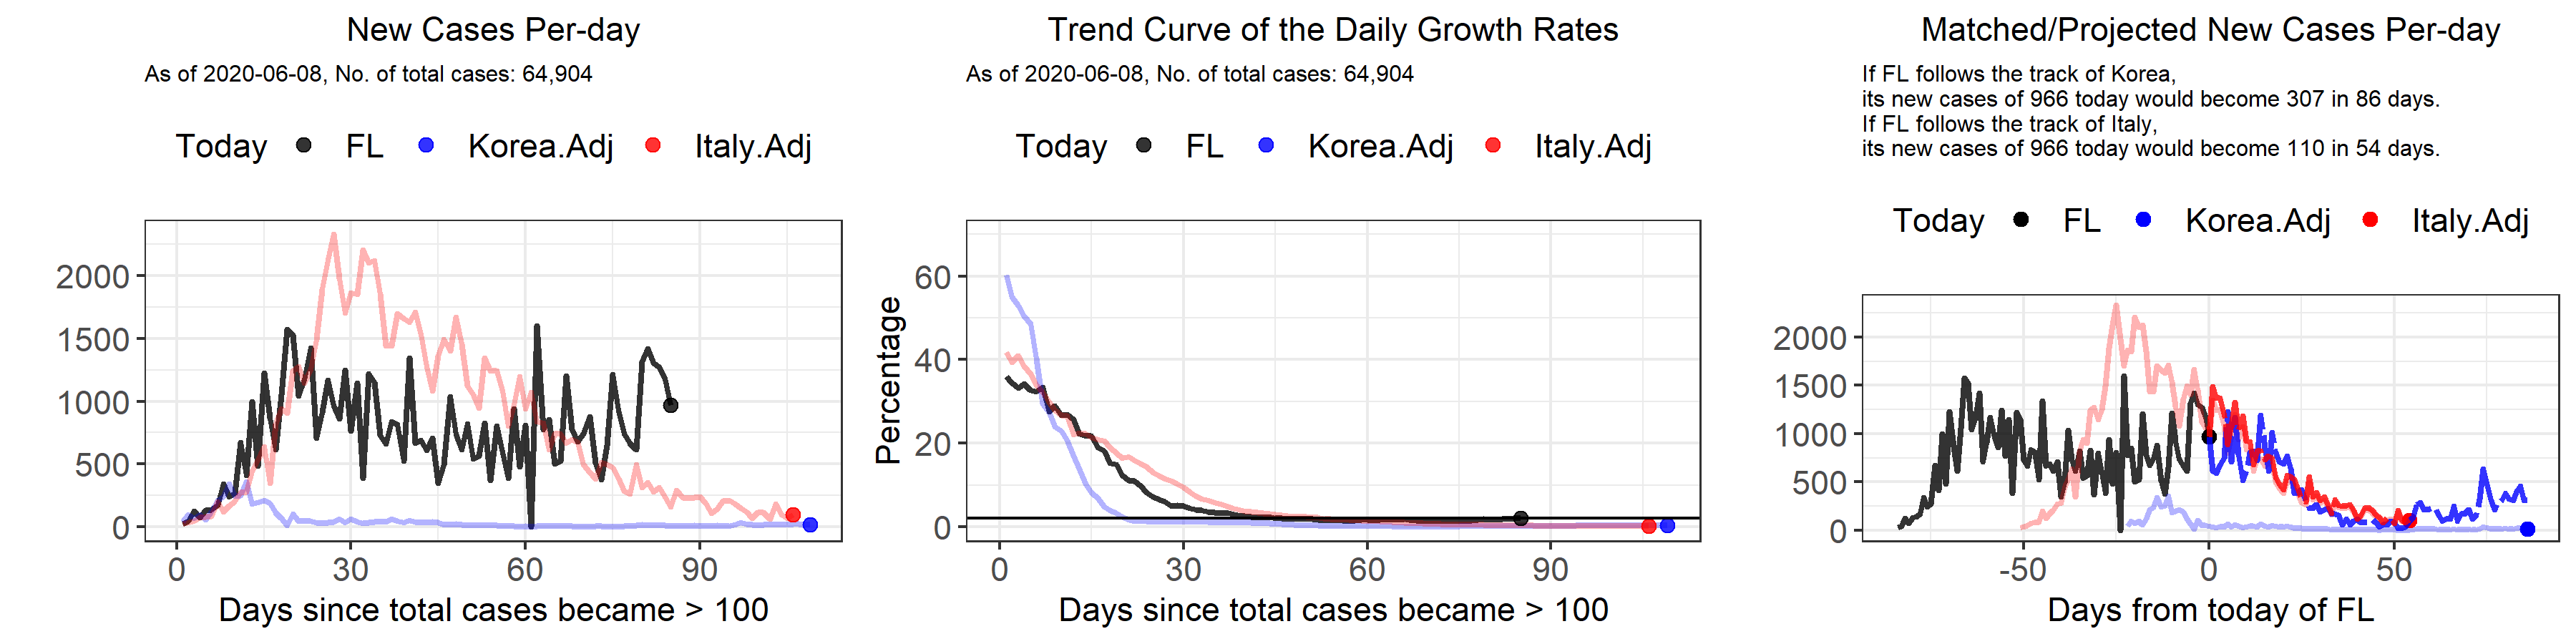 New Cases Per-day
As of 2020-06-08, No. of total cases: 64,904
Today FL Korea.Adj Italy.Adj
2000
1500
1000
500
0
0 30 60 90
Days since total cases became > 100
Trend Curve of the Daily Growth Rates
As of 2020-06-08, No. of total cases: 64,904
Today FL Korea.Adj Italy.Adj
Percentage
60
40
20
0
0 30 60 90
Days since total cases became > 100
Matched/Projected New Cases Per-day
If FL follows the track of Korea,
its new cases of 966 today would become 307 in 86 days.
If FL follows the track of Italy,
its new cases of 966 today would become 110 in 54 days.
Today FL Korea.Adj Italy.Adj
2000
1500
1000
500
0
-50 0 50
Days from today of FL